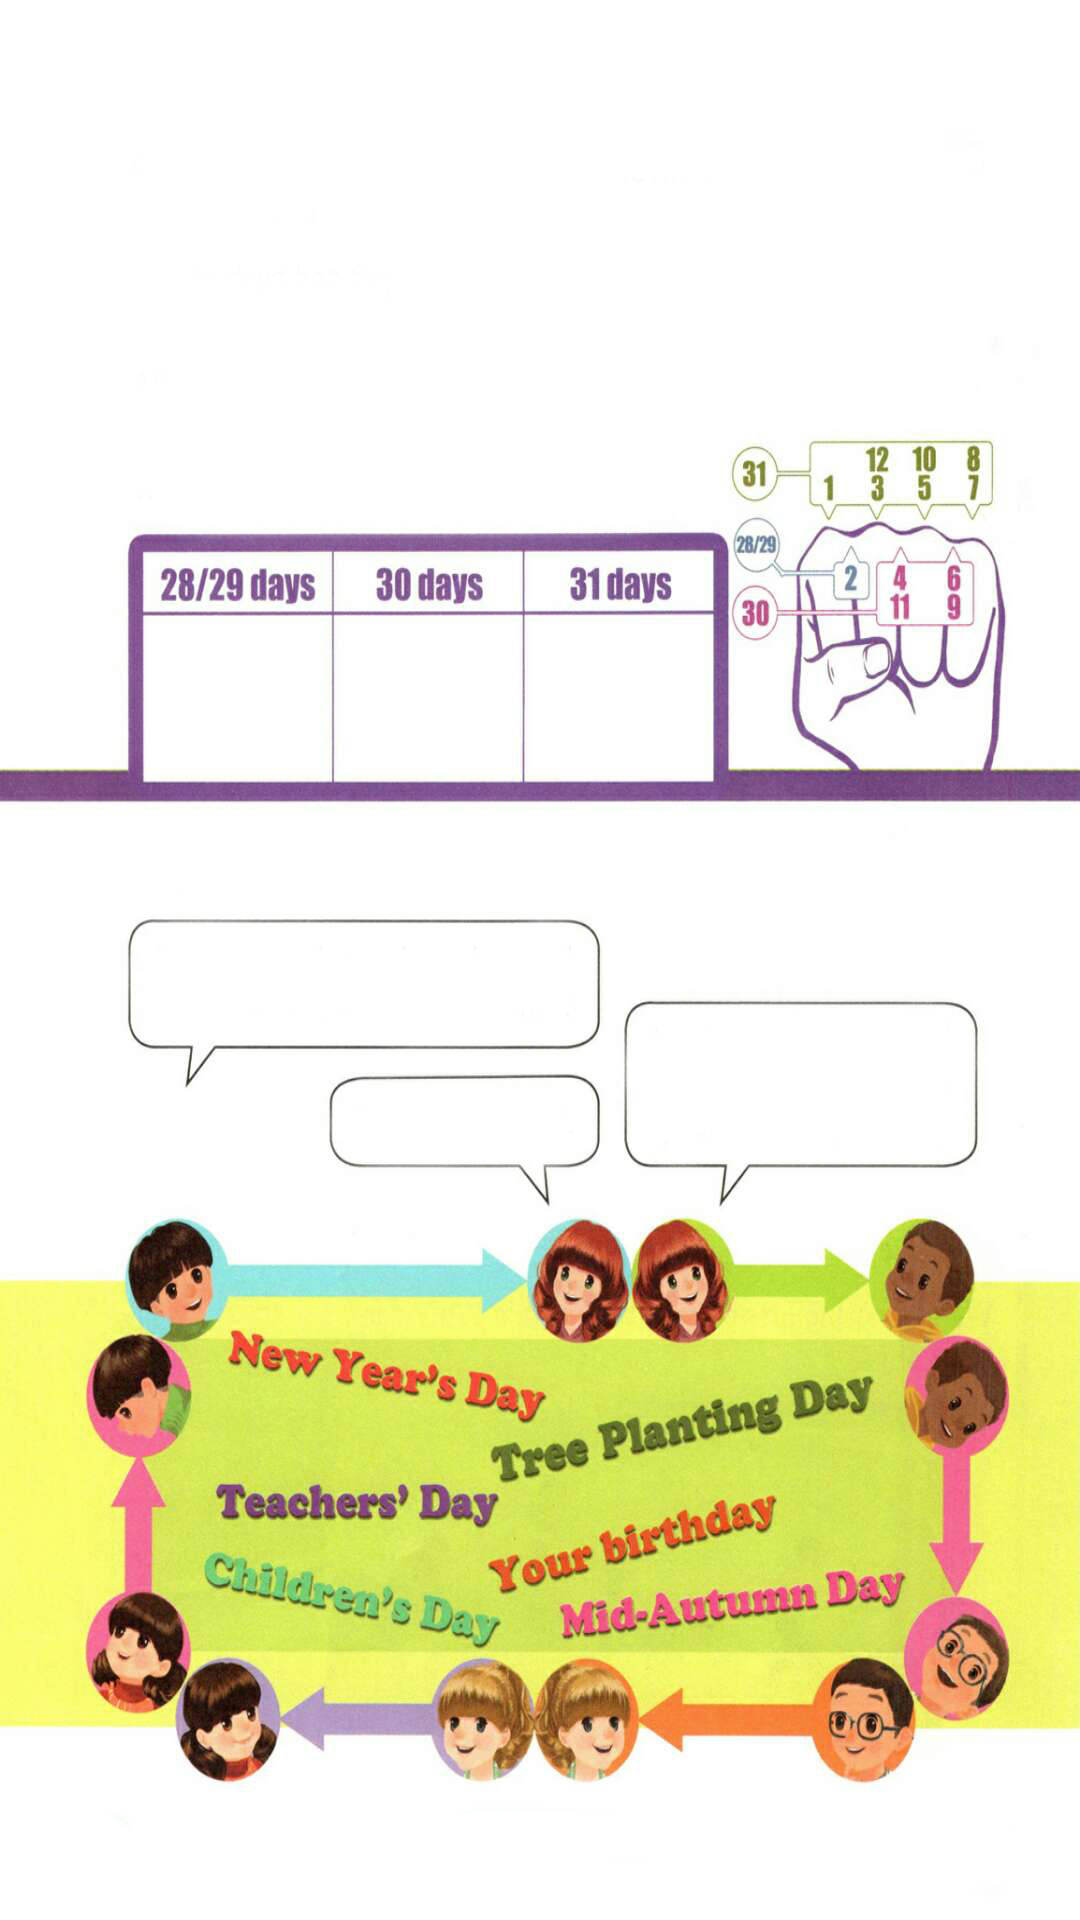 31
12 10 8
1 3 5 7
28/29
2 4 6
30
11 9
28/29 days 30 days 31 days
New Year's Day
Tree Planting Day
Teachers' Day
Your birthday
Children's Day
Mid-Autumn Day